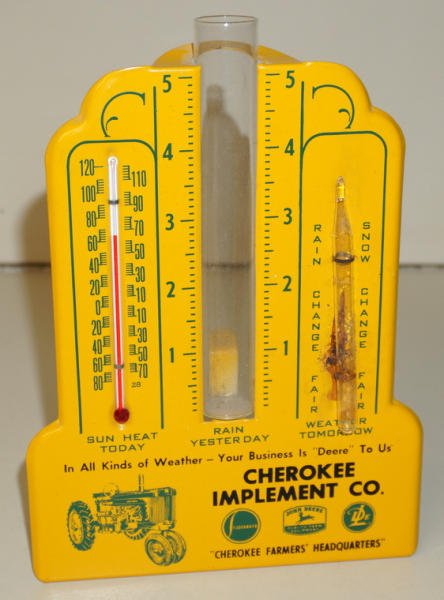 5
5
4
4
3
3
2
2
1
1
120
110
100
90
80
70
60
50
40
30
20
10
0
10
20
30
40
50
60
70
80
28
RAIN SNOW
CHANGE CHANGE
FAIR FAIR
SUN HEAT
TODAY
RAIN
YESTERDAY
WEATHER
TOMORROW
In All Kinds of Weather – Your Business Is "Deere" To Us
CHEROKEE
IMPLEMENT CO.
JOHN DEERE
"CHEROKEE FARMERS' HEADQUARTERS"